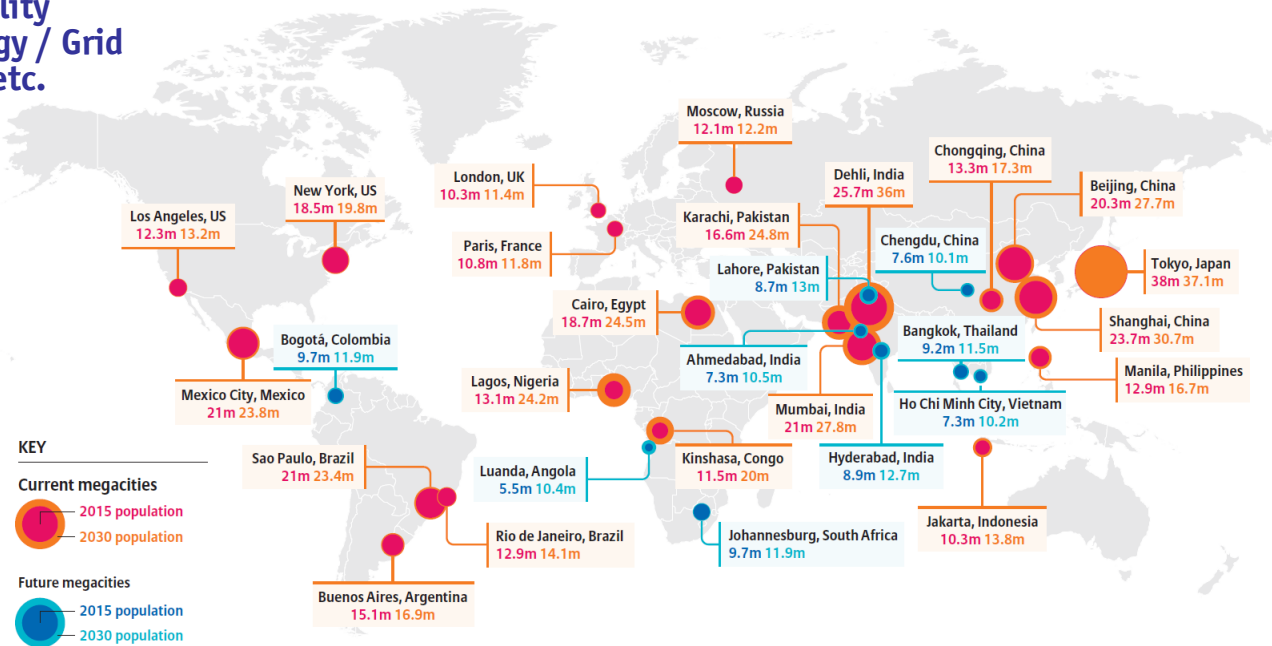 lity
gy / Grid
etc.
Moscow, Russia
12.1m 12.2m
Chongqing, China
13.3m 17.3m
London, UK
10.3m 11.4m
Dehli, India
25.7m 36m
New York, US
18.5m 19.8m
Beijing, China
20.3m 27.7m
Los Angeles, US
12.3m 13.2m
Karachi, Pakistan
16.6m 24.8m
Paris, France
10.8m 11.8m
Chengdu, China
7.6m 10.1m
Lahore, Pakistan
8.7m 13m
Tokyo, Japan
38m 37.1m
Cairo, Egypt
18.7m 24.5m
Shanghai, China
23.7m 30.7m
Bogotá, Colombia
9.7m 11.9m
Bangkok, Thailand
9.2m 11.5m
Ahmedabad, India
7.3m 10.5m
Manila, Philippines
12.9m 16.7m
Lagos, Nigeria
13.1m 24.2m
Mexico City, Mexico
21m 23.8m
Mumbai, India
21m 27.8m
Ho Chi Minh City, Vietnam
7.3m 10.2m
KEY
Sao Paulo, Brazil
21m 23.4m
Luanda, Angola
5.5m 10.4m
Kinshasa, Congo
11.5m 20m
Hyderabad, India
8.9m 12.7m
Current megacities
2015 population
2030 population
Rio de Janeiro, Brazil
12.9m 14.1m
Johannesburg, South Africa
9.7m 11.9m
Jakarta, Indonesia
10.3m 13.8m
Future megacities
2015 population
2030 population
Buenos Aires, Argentina
15.1m 16.9m